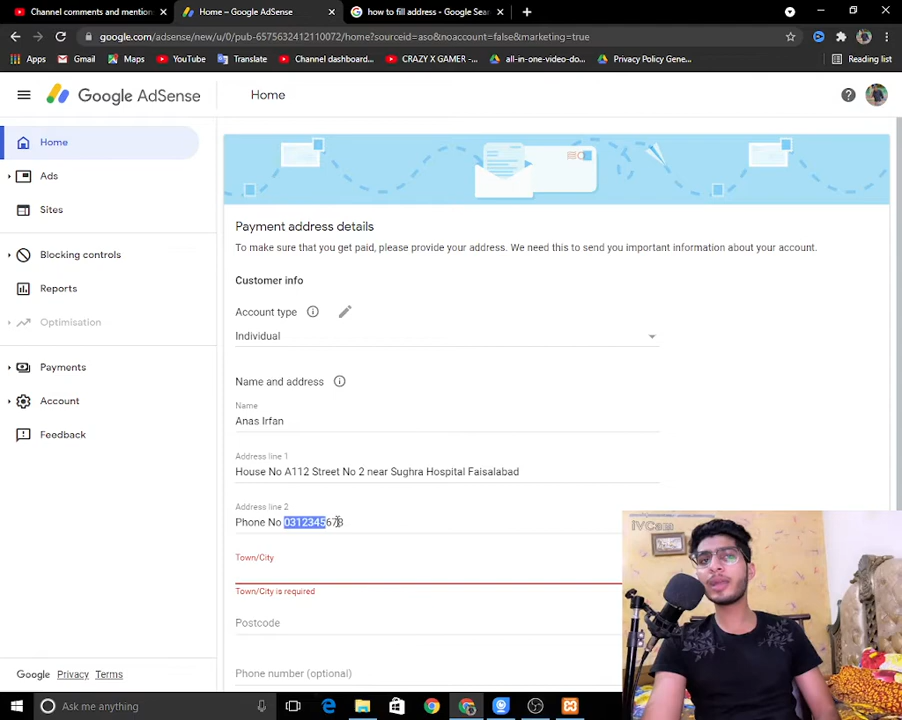 Channel comments and mention
Home – Google AdSense
how to fill address - Google Sea
google.com/adsense/new/u/0/pub-6575632412110072/home?sourceid=aso&noaccount=false&marketing=true
Apps
Gmail
Maps
YouTube
Translate
Channel dashboard...
CRAZY X GAMER -...
all-in-one-video-do...
Privacy Policy Gene...
Reading list
Google AdSense
Home
Home
Ads
Sites
Blocking controls
Reports
Optimisation
Payments
Account
Feedback
Payment address details
To make sure that you get paid, please provide your address. We need this to send you important information about your account.
Customer info
Account type
Individual
Name and address
Name
Anas Irfan
Address line 1
House No A112 Street No 2 near Sughra Hospital Faisalabad
Address line 2
Phone No 0312345678
Town/City
Town/City is required
Postcode
Phone number (optional)
iVCam
Google Privacy Terms
Ask me anything